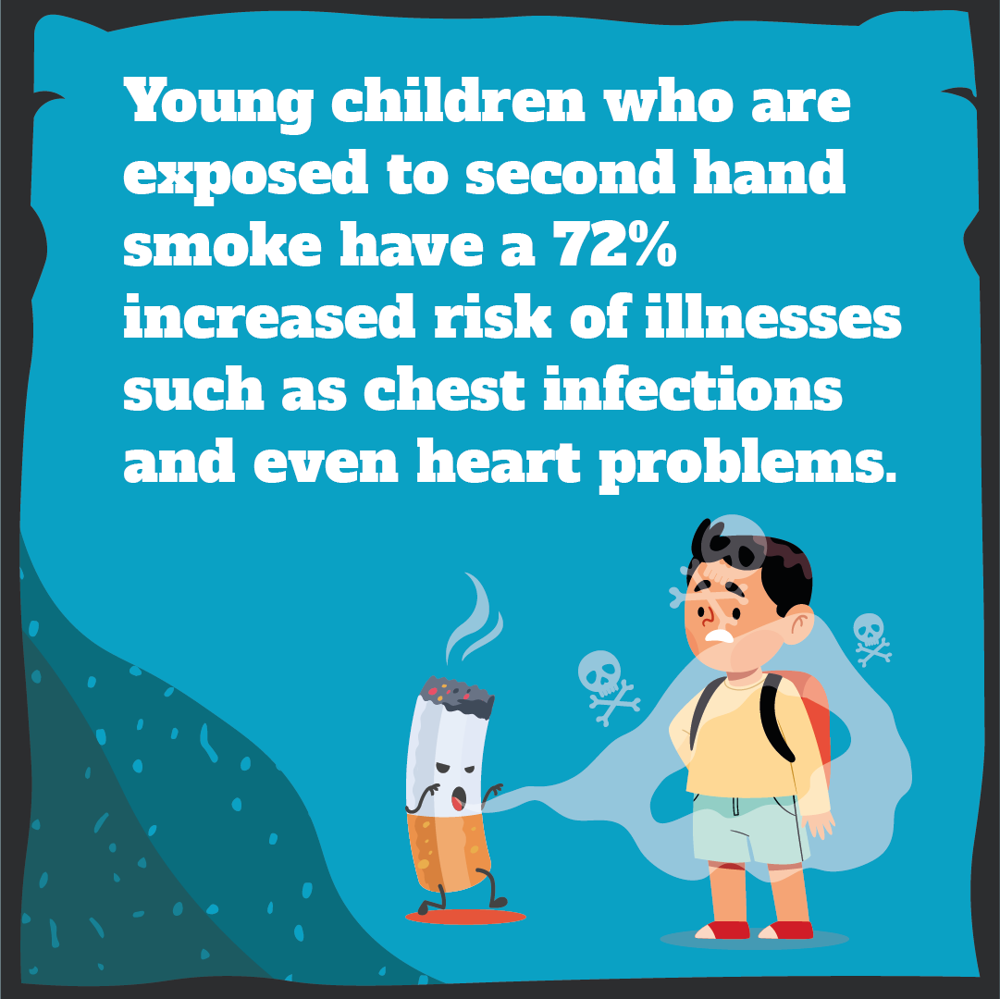 Young children who are
exposed to second hand
smoke have a 72%
increased risk of illnesses
such as chest infections
and even heart problems.